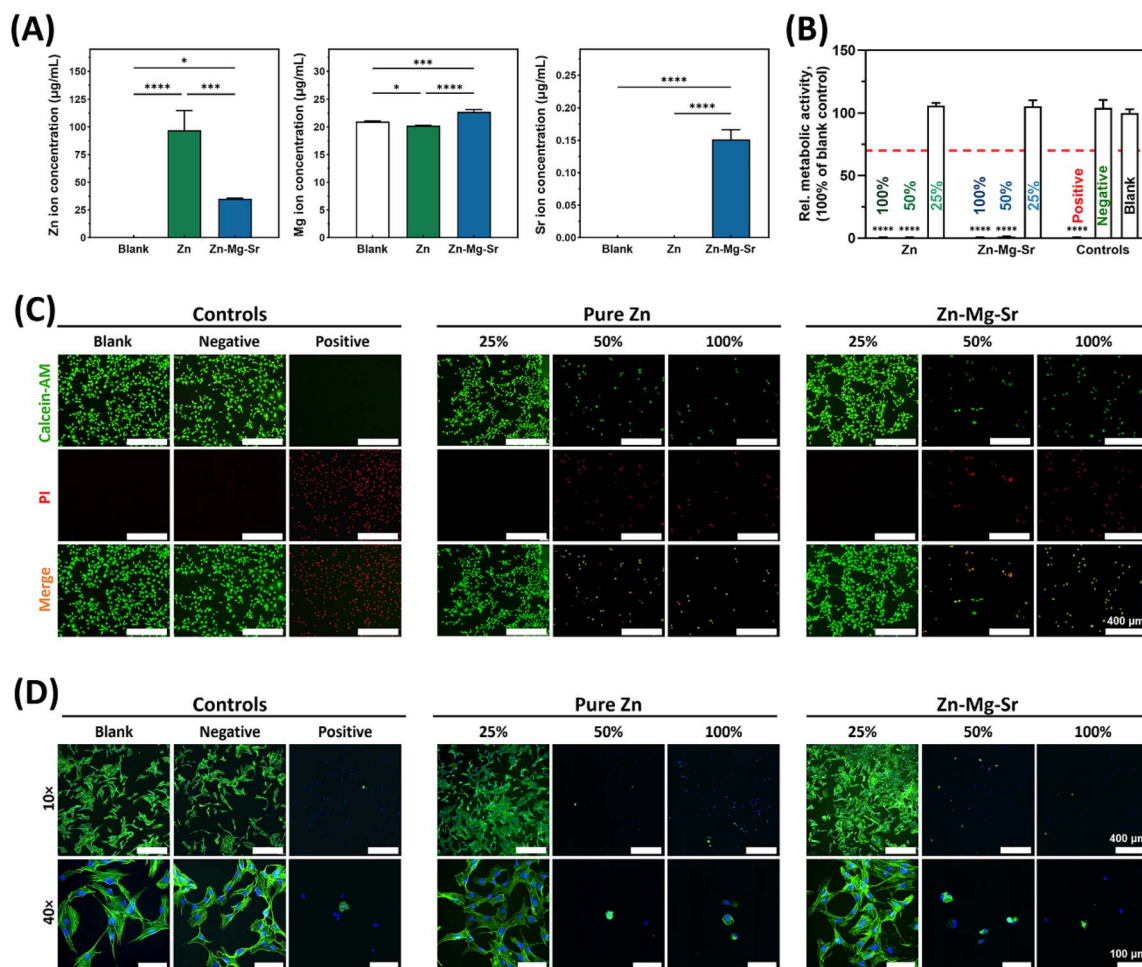 (A)
Zn ion concentration (µg/mL)
125
100
75
50
25
0
*
****
***
Blank
Zn
Zn-Mg-Sr
Mg ion concentration (µg/mL)
30
25
20
15
10
5
0
***
*
****
Blank
Zn
Zn-Mg-Sr
Sr ion concentration (µg/mL)
0.25
0.20
0.15
0.10
0.05
0.00
****
****
Blank
Zn
Zn-Mg-Sr
(B)
Rel. metabolic activity,
(100% of blank control)
150
100
50
0
100%
50%
25%
100%
50%
25%
Positive
Negative
Blank
**** ****
**** ****
****
Zn
Zn-Mg-Sr
Controls
(C)
Controls
Pure Zn
Zn-Mg-Sr
Blank
Negative
Positive
25%
50%
100%
25%
50%
100%
Calcein-AM
PI
Merge
400 µm
(D)
Controls
Pure Zn
Zn-Mg-Sr
Blank
Negative
Positive
25%
50%
100%
25%
50%
100%
10×
400 µm
40×
100 µm